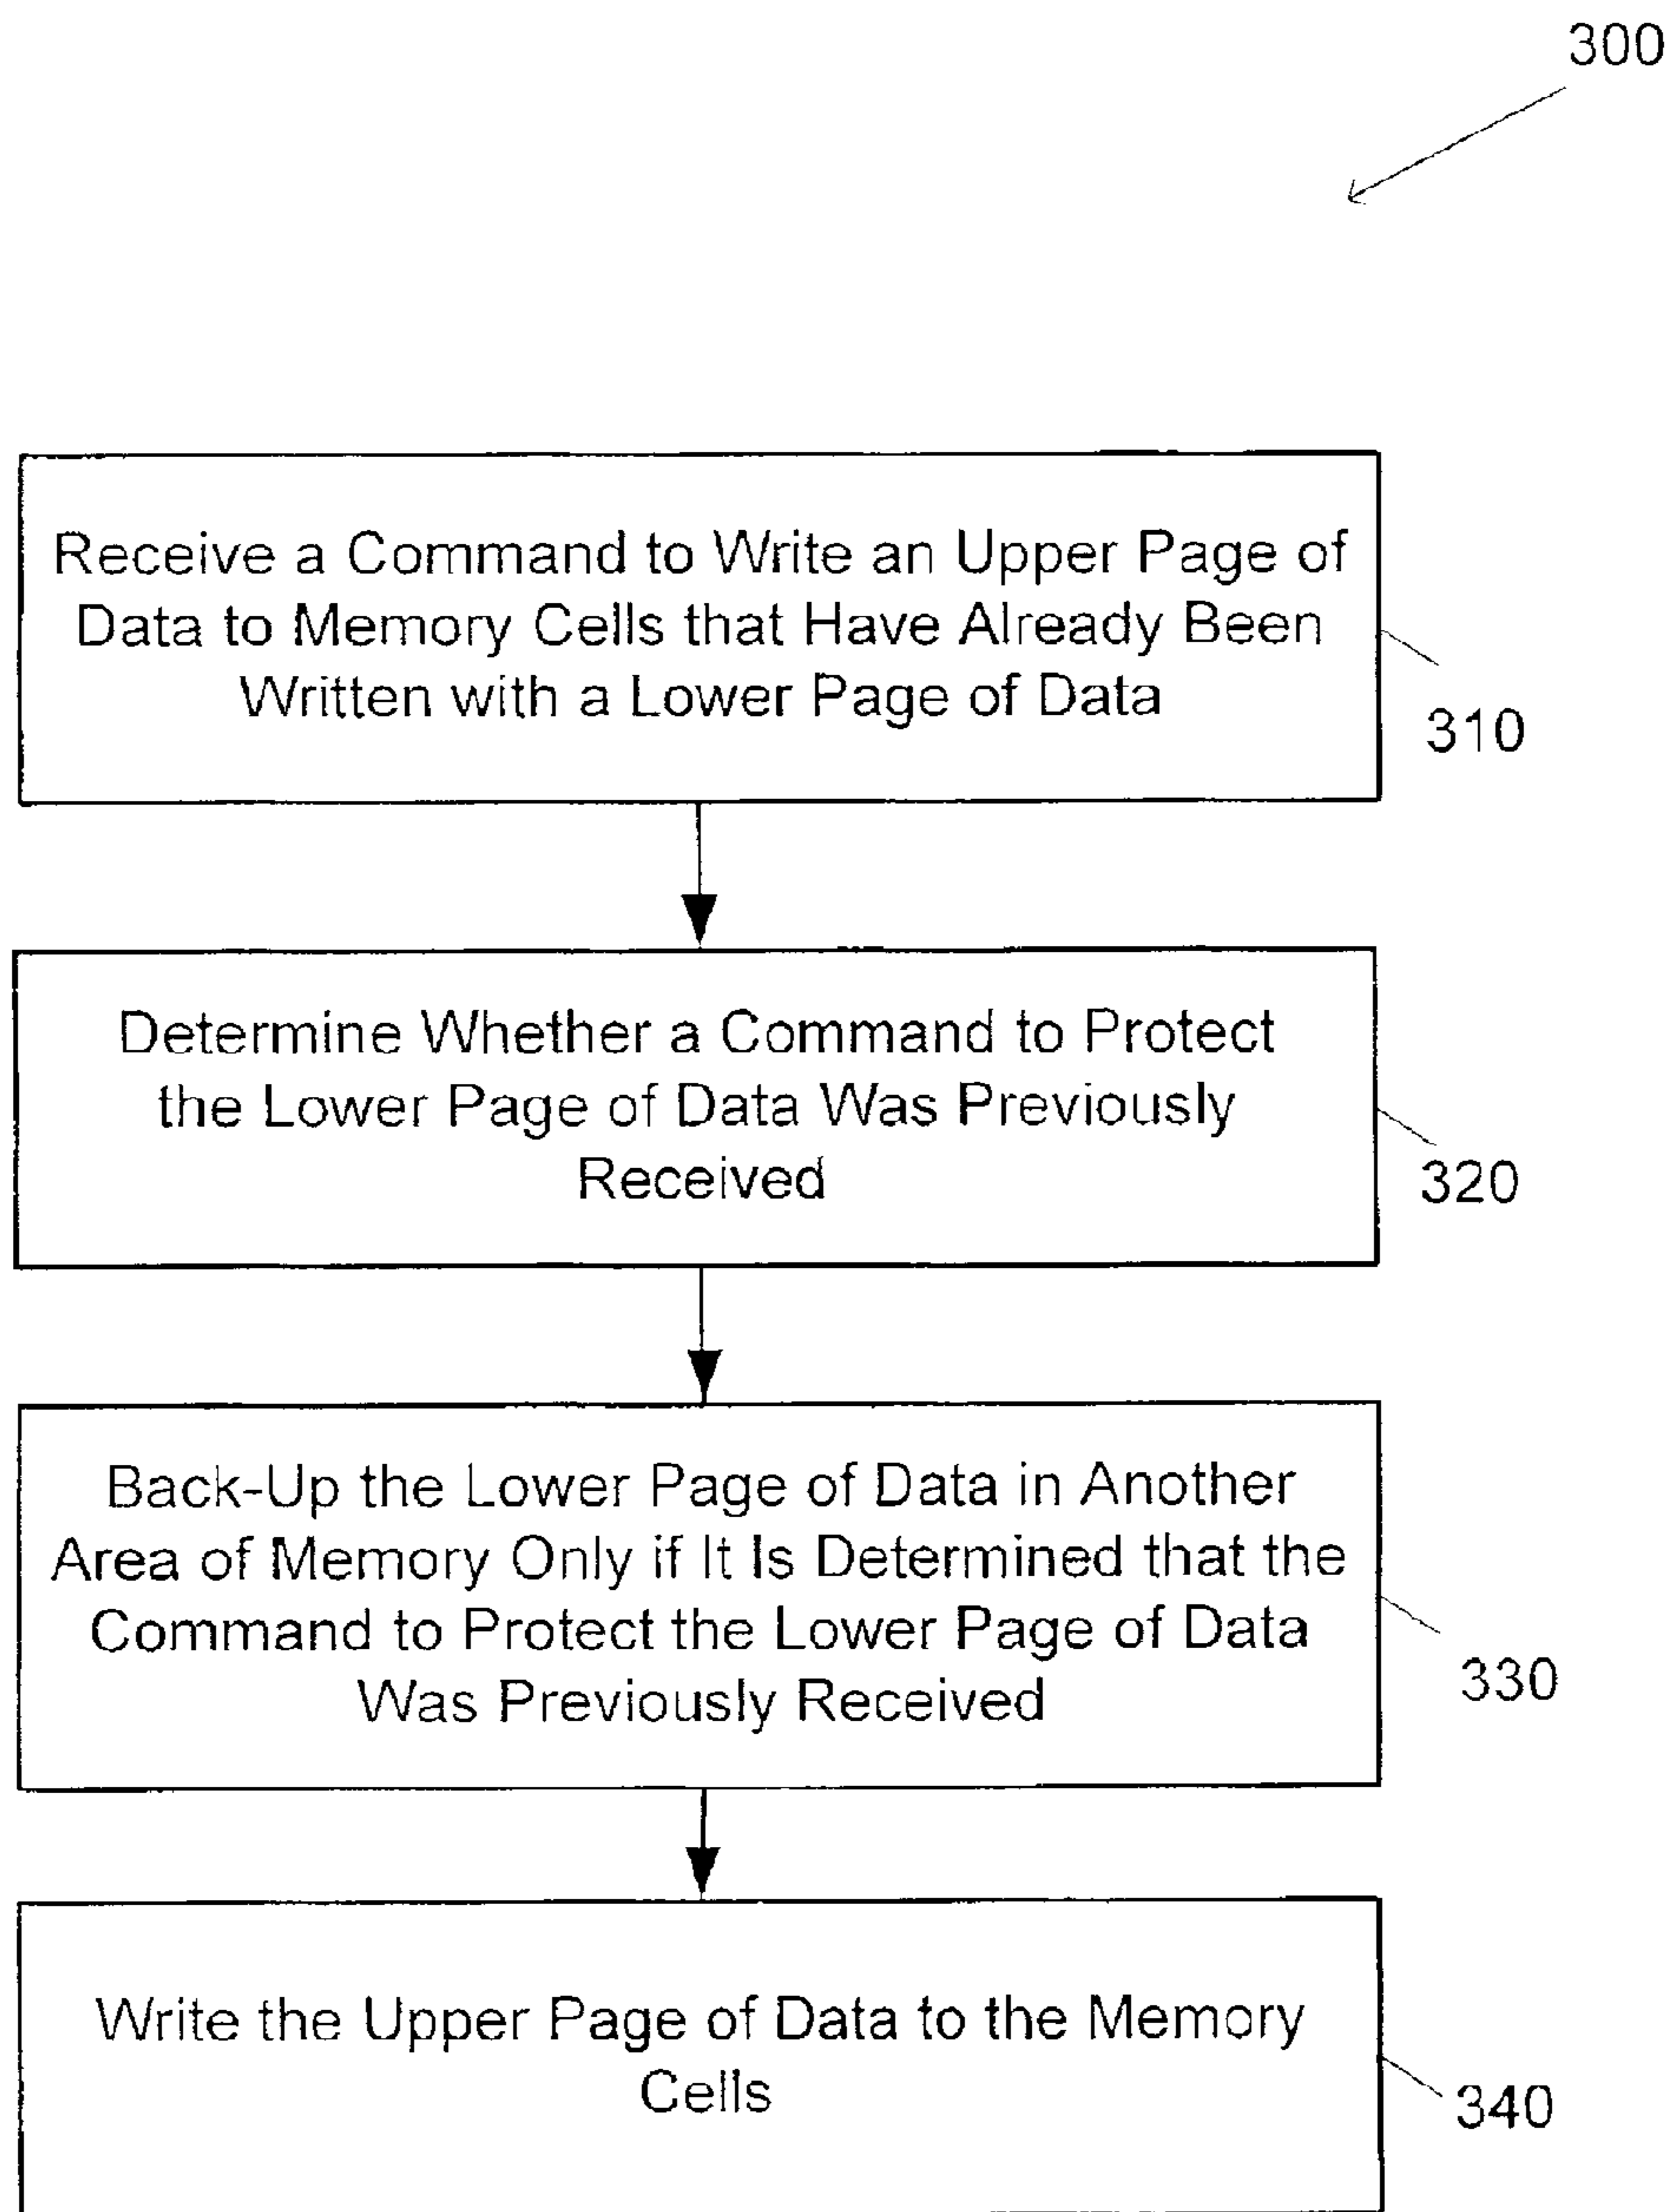 300
Receive a Command to Write an Upper Page of
Data to Memory Cells that Have Already Been
Written with a Lower Page of Data
310
Determine Whether a Command to Protect
the Lower Page of Data Was Previously
Received
320
Back-Up the Lower Page of Data in Another
Area of Memory Only if It Is Determined that the
Command to Protect the Lower Page of Data
Was Previously Received
330
Write the Upper Page of Data to the Memory
Cells
340